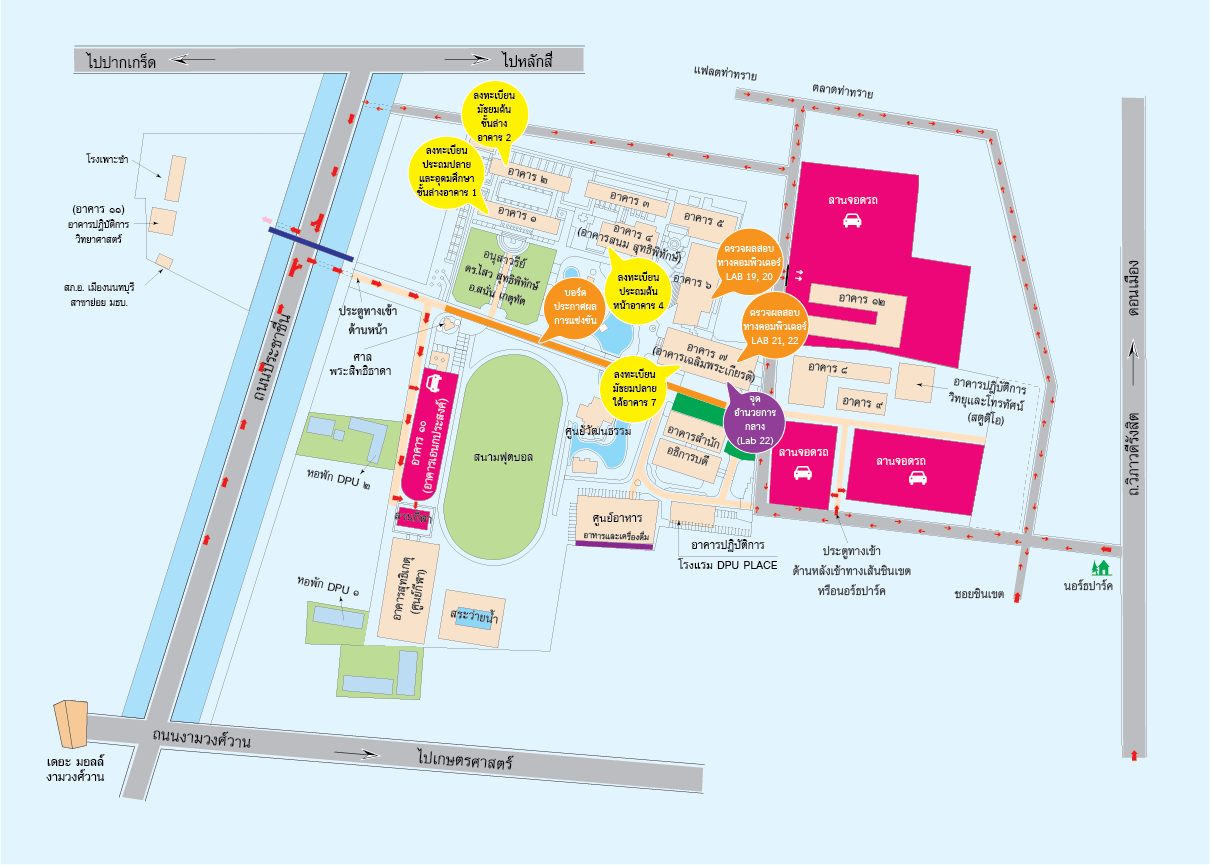 ไปปากเกร็ด
ไปหลักสี่
แฟลตท่าทราย
ตลาดท่าทราย
ลงทะเบียน
มัธยมต้น
ชั้นล่าง
อาคาร 2
ลงทะเบียน
ประถมปลาย
และอุดมศึกษา
ชั้นล่างอาคาร 1
โรงเพาะชำ
(อาคาร ๑๑)
อาคารปฏิบัติการ
วิทยาศาสตร์
สภ.อ. เมืองนนทบุรี
สาขาย่อย มธบ.
อาคาร ๒
อาคาร ๑
อาคาร ๓
อาคาร ๔
(อาคารสนม สุทธิพิทักษ์)
อาคาร ๕
อาคาร ๖
ลานจอดรถ
อาคาร ๑๒
อนุสาวรีย์
ดร.ไสว สุทธิพิทักษ์
อ.สนั่น เกตุทัต
ตรวจผลสอบ
ทางคอมพิวเตอร์
LAB 19, 20
ลงทะเบียน
ประถมต้น
หน้าอาคาร 4
บอร์ด
ประกาศผล
การแข่งขัน
ตรวจผลสอบ
ทางคอมพิวเตอร์
LAB 21, 22
ประตูทางเข้า
ด้านหน้า
ศาล
พระสิทธิธาดา
ถนนประชาชื่น
อาคาร ๗
(อาคารเฉลิมพระเกียรติ)
อาคาร ๘
อาคาร ๙
อาคารปฏิบัติการ
วิทยุและโทรทัศน์
(สตูดิโอ)
ดอนเมือง
ถ.วิภาวดีรังสิต
ลงทะเบียน
มัธยมปลาย
ใต้อาคาร 7
จุด
อำนวยการ
กลาง
(Lab 22)
อาคาร ๑๐
(อาคารเอนกประสงค์)
สนามฟุตบอล
ศูนย์วัฒนธรรม
อาคารสำนัก
อธิการบดี
ลานจอดรถ
ลานจอดรถ
หอพัก DPU ๒
ศูนย์อาหาร
อาหารและเครื่องดื่ม
อาคารปฏิบัติการ
โรงแรม DPU PLACE
ประตูทางเข้า
ด้านหลังเข้าทางเส้นชินเขต
หรือนอร์ธปาร์ค
ซอยชินเขต
นอร์ธปาร์ค
หอพัก DPU ๑
อาคารสุทธิเกตุ
(ศูนย์กีฬา)
สระว่ายน้ำ
เดอะ มอลล์
งามวงศ์วาน
ถนนงามวงศ์วาน
ไปเกษตรศาสตร์